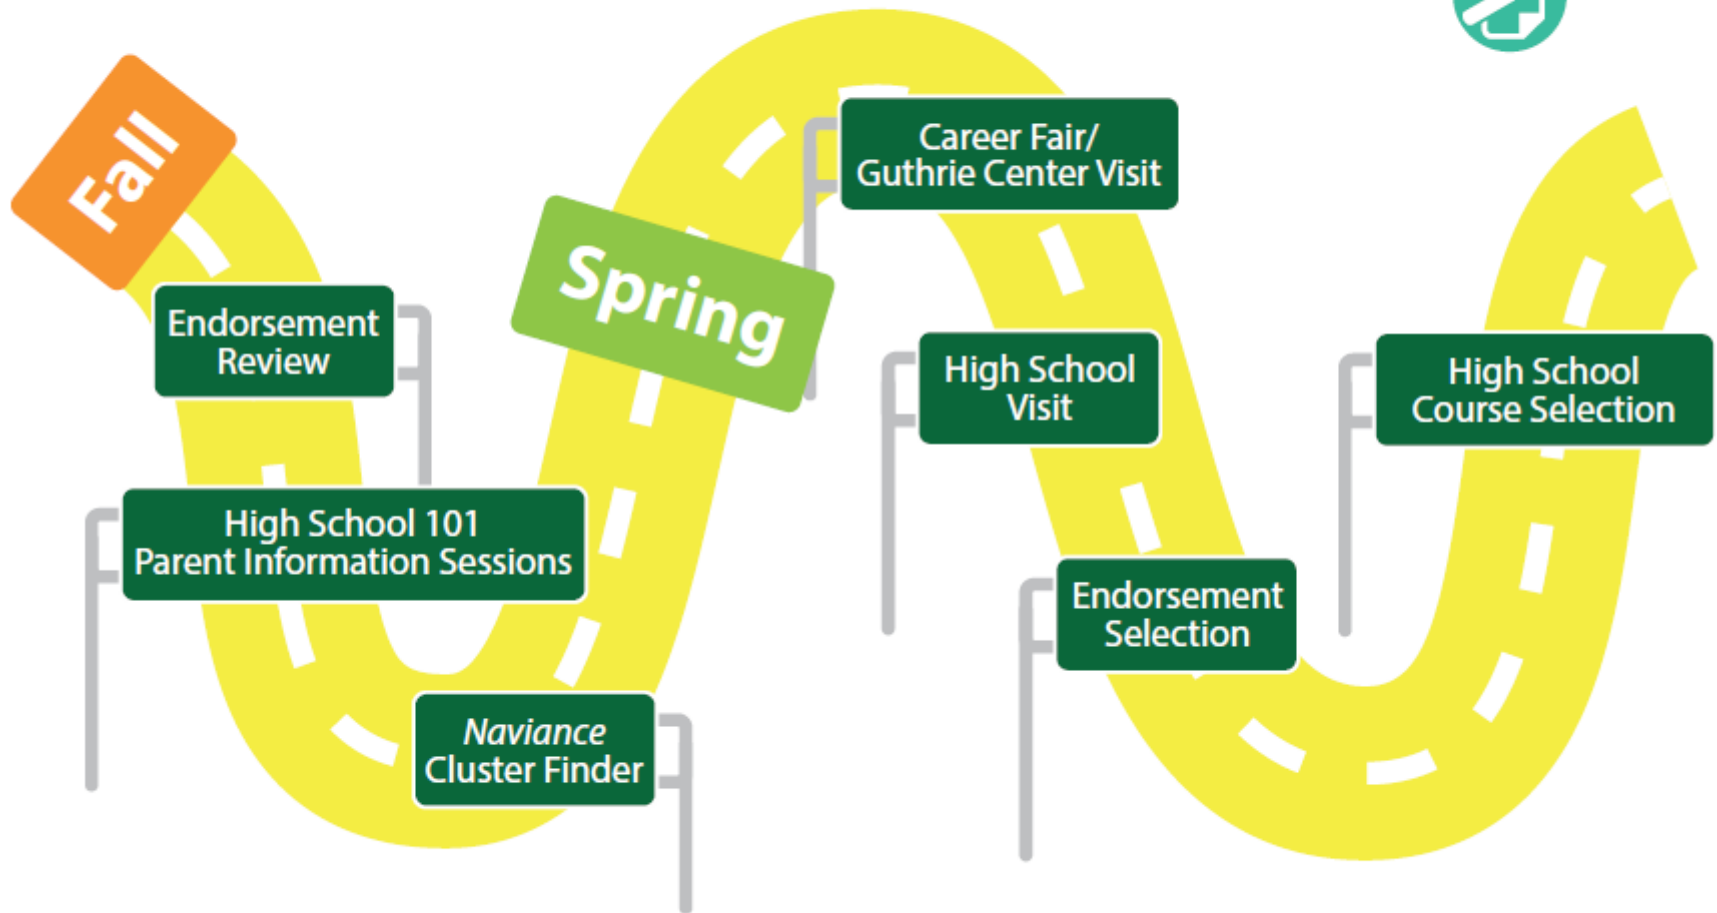 Fall
Endorsement
Review
High School 101
Parent Information Sessions
Naviance
Cluster Finder
Spring
Career Fair/
Guthrie Center Visit
High School
Visit
Endorsement
Selection
High School
Course Selection